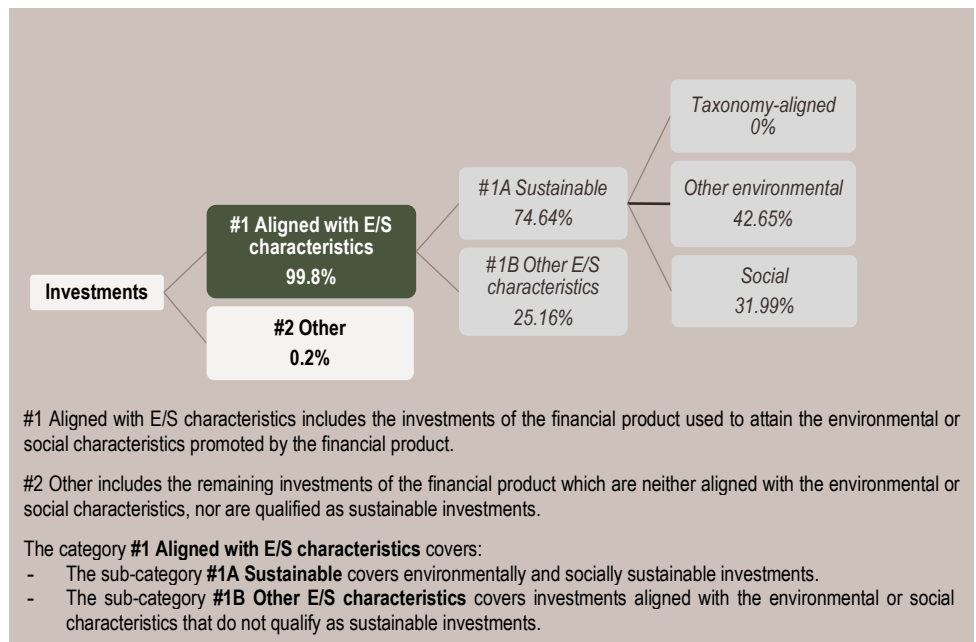 Taxonomy-aligned
0%
#1A Sustainable
74.64%
Other environmental
42.65%
#1 Aligned with E/S
characteristics
99.8%
#1B Other E/S
characteristics
25.16%
Social
31.99%
Investments
#2 Other
0.2%
#1 Aligned with E/S characteristics includes the investments of the financial product used to attain the environmental or
social characteristics promoted by the financial product.
#2 Other includes the remaining investments of the financial product which are neither aligned with the environmental or
social characteristics, nor are qualified as sustainable investments.
The category #1 Aligned with E/S characteristics covers:
- The sub-category #1A Sustainable covers environmentally and socially sustainable investments.
- The sub-category #1B Other E/S characteristics covers investments aligned with the environmental or social
characteristics that do not qualify as sustainable investments.